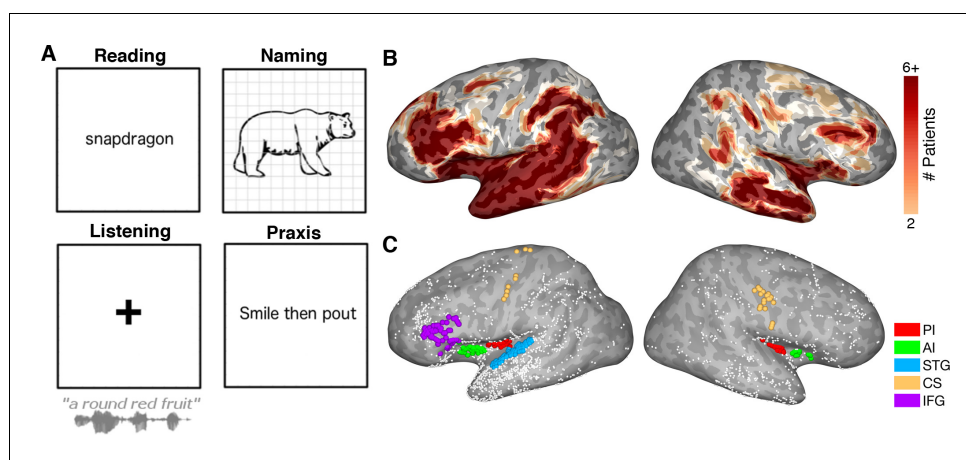 A
Reading
Naming
snapdragon
Listening
Praxis
+
Smile then pout
"a round red fruit"
B
6+
# Patients
2
C
PI
AI
STG
CS
IFG